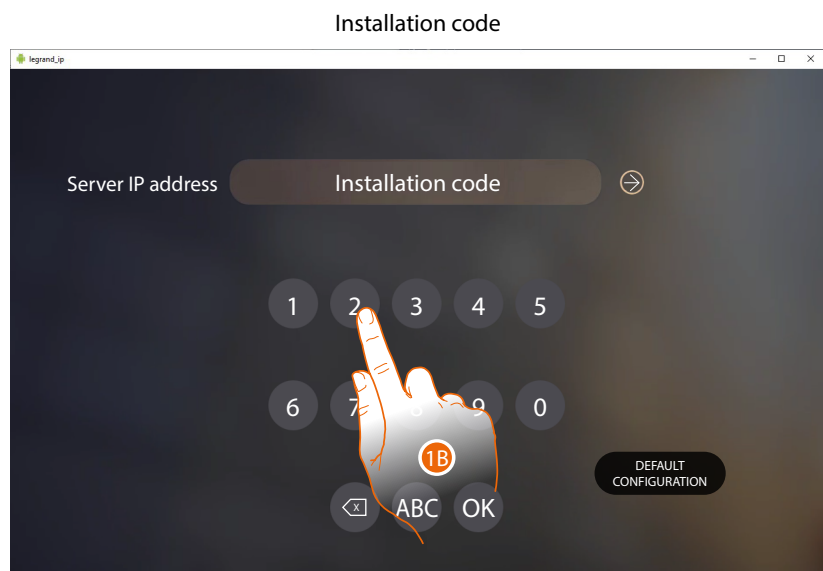 Installation code
legrand_ip
Server IP address Installation code
1 2 3 4 5
6 7 8 9 0
1B
DEFAULT
CONFIGURATION
X ABC OK